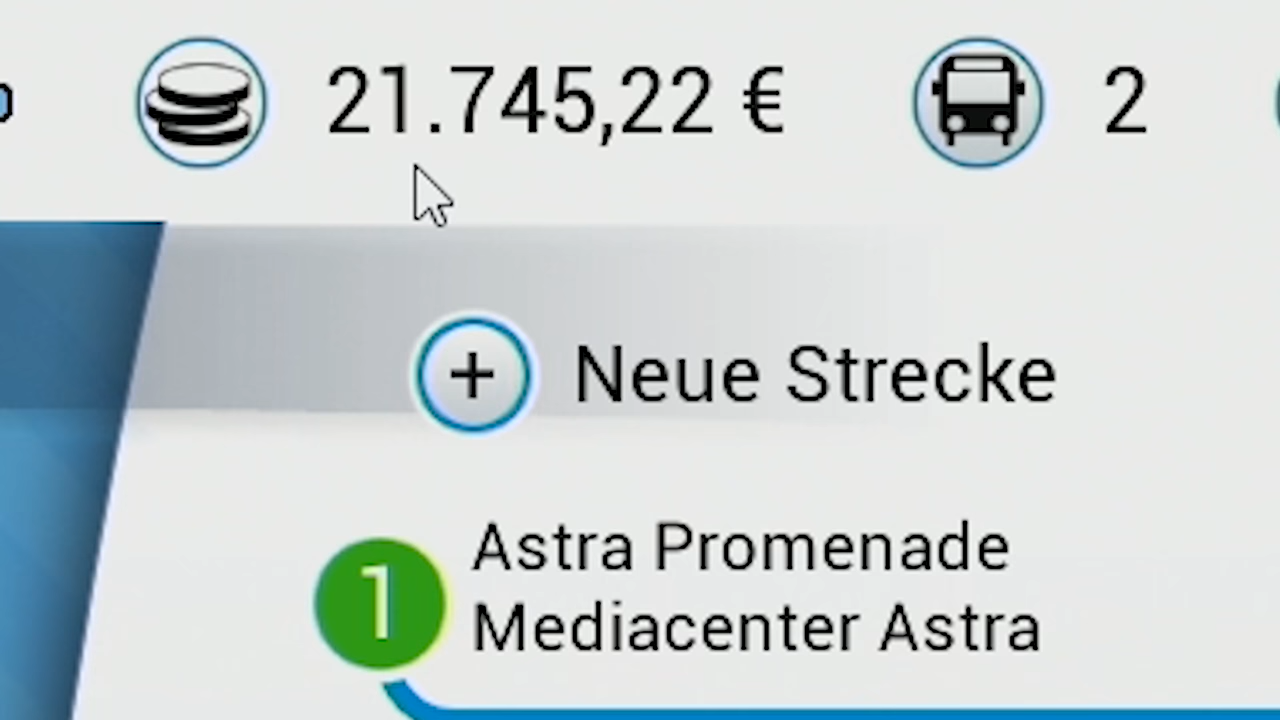 21.745,22 €
2
+ Neue Strecke
1
Astra Promenade
Mediacenter Astra